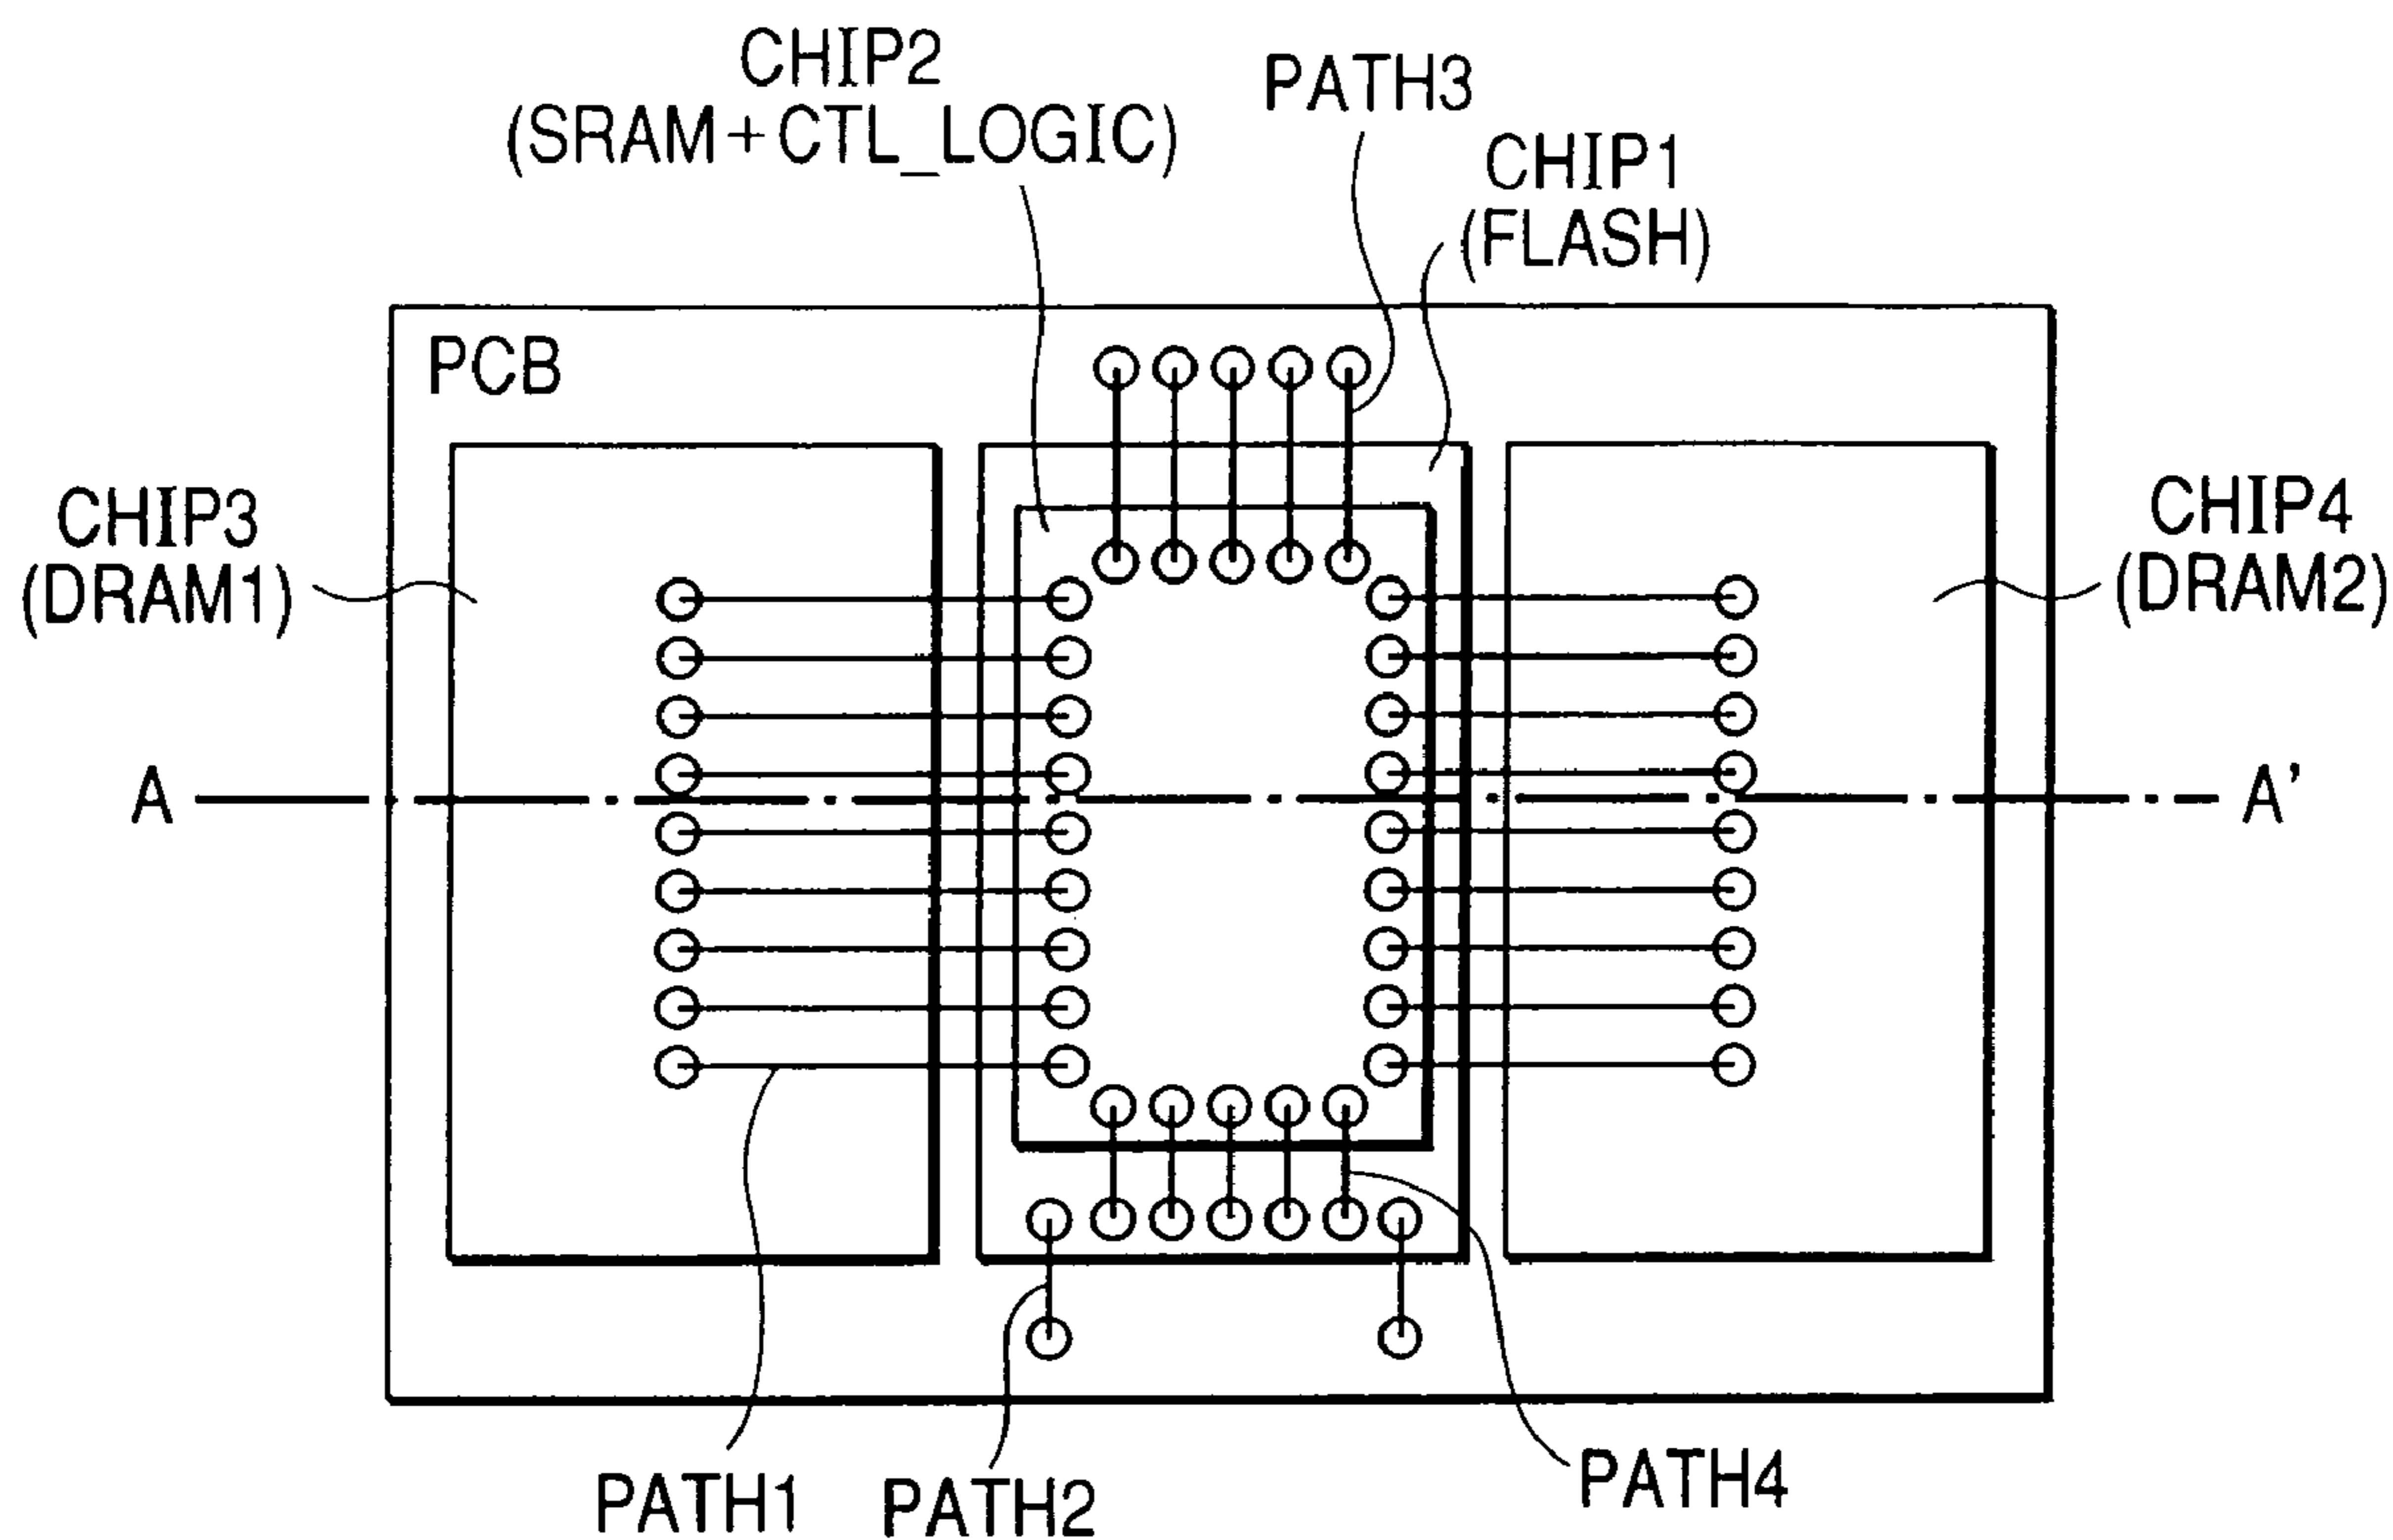 CHIP2
(SRAM+CTL_LOGIC)
PATH3
CHIP1
(FLASH)
PCB
CHIP3
(DRAM1)
CHIP4
(DRAM2)
A
A'
PATH1
PATH2
PATH4